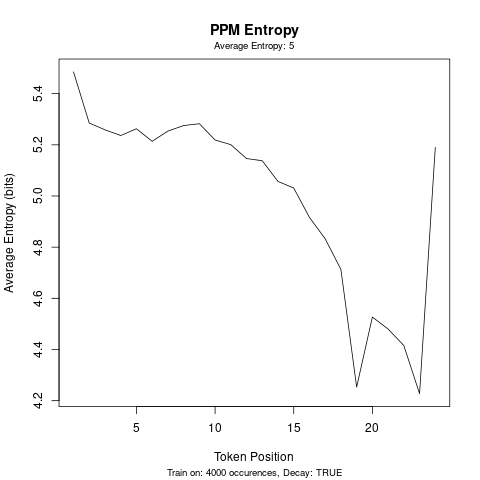 PPM Entropy
Average Entropy: 5
5.4
5.2
5.0
4.8
4.6
4.4
4.2
Average Entropy (bits)
5 10 15 20
Token Position
Train on: 4000 occurences, Decay: TRUE